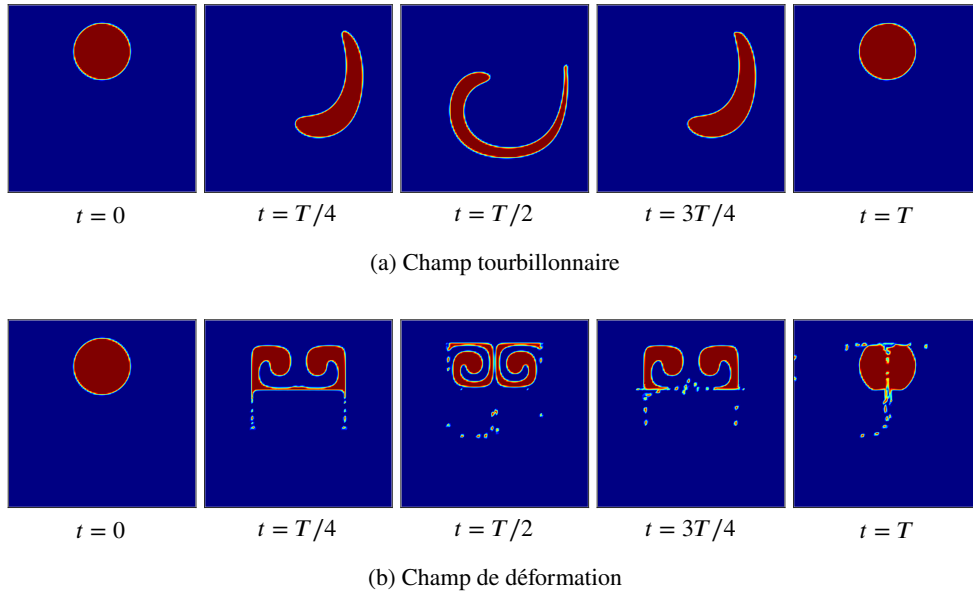 t = 0 t = T/4 t = T/2 t = 3T/4 t = T
(a) Champ tourbillonnaire
t = 0 t = T/4 t = T/2 t = 3T/4 t = T
(b) Champ de déformation